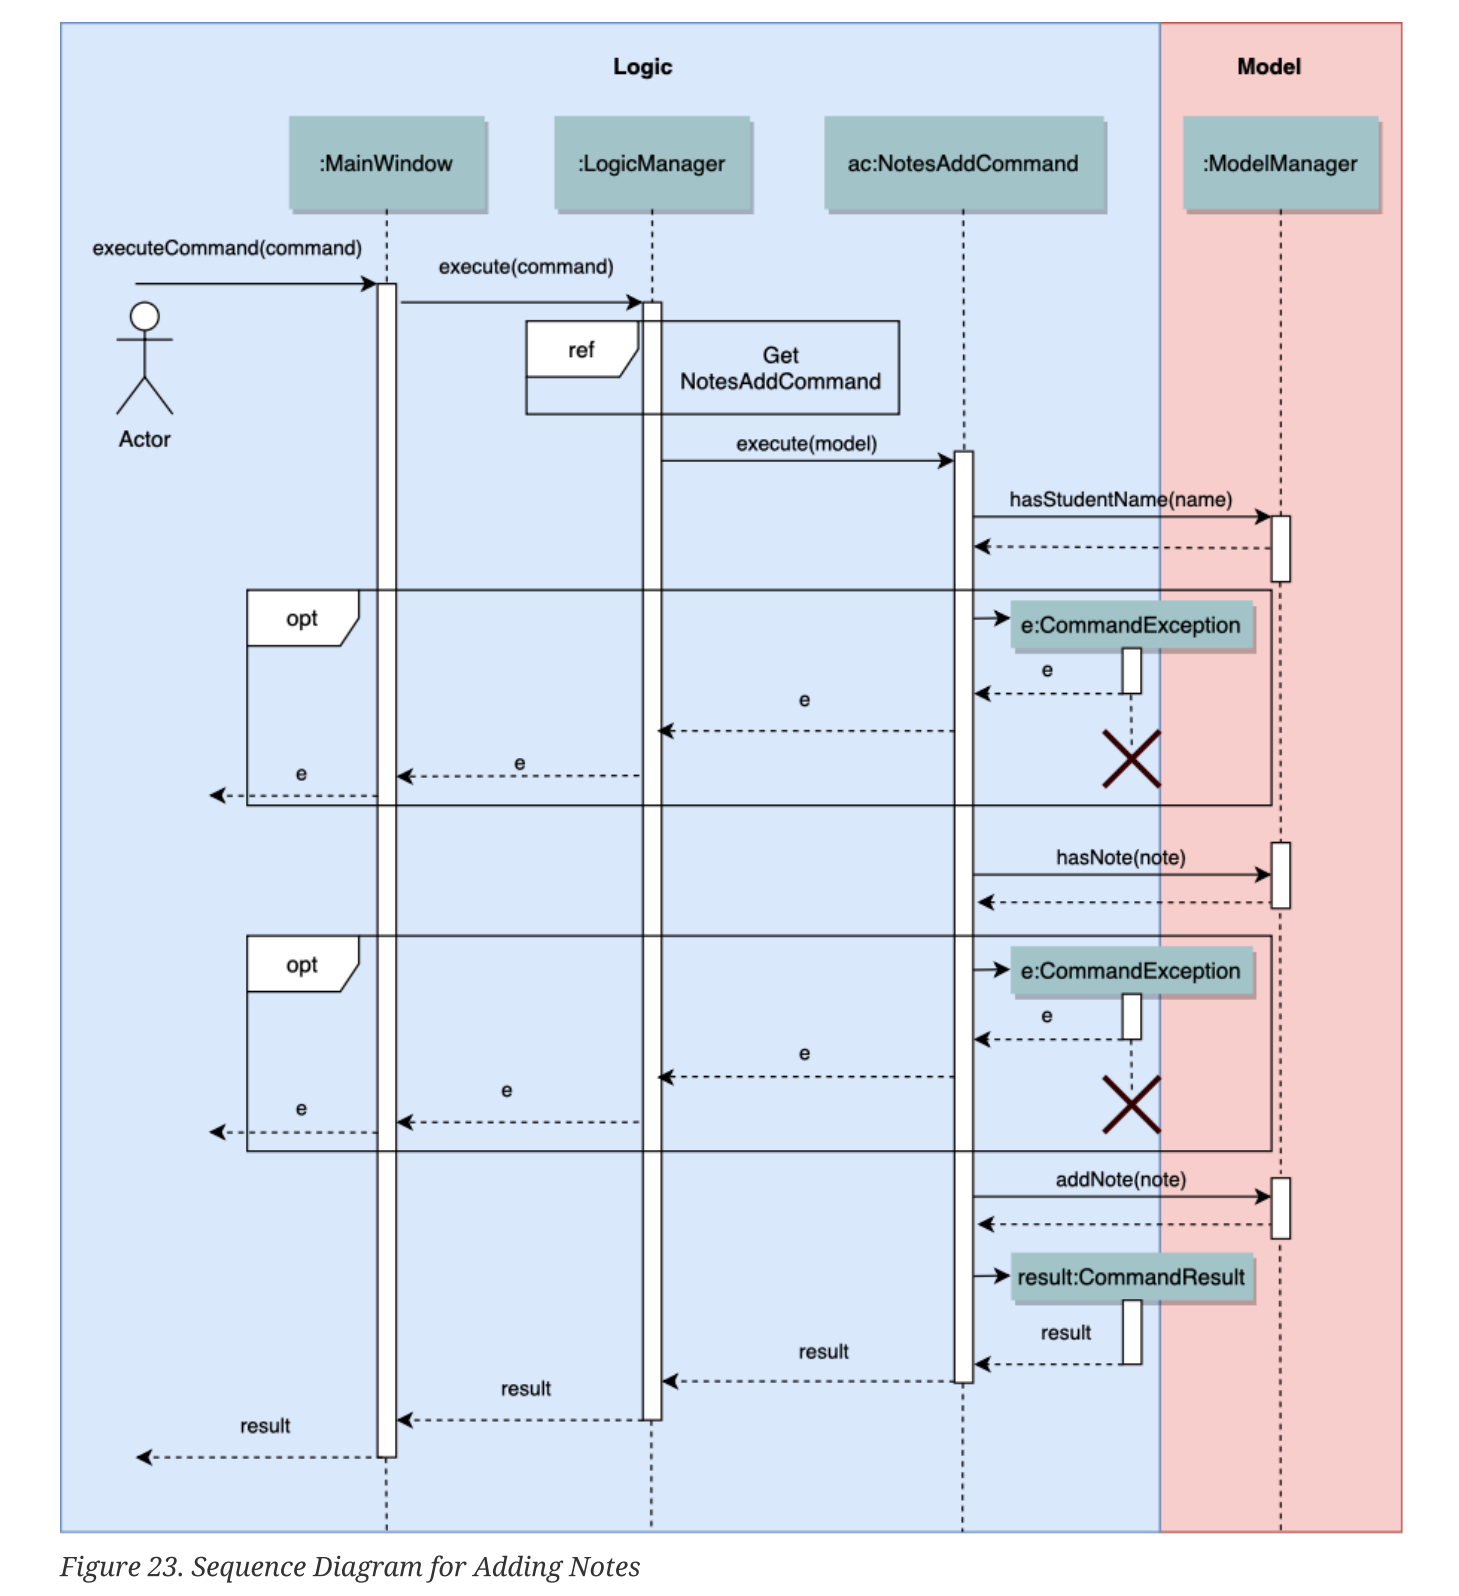 Logic
Model
:MainWindow
:LogicManager
ac:NotesAddCommand
:ModelManager
executeCommand(command)
execute(command)
ref
Get
NotesAddCommand
Actor
execute(model)
hasStudentName(name)
opt
e:CommandException
e
e
e
e
hasNote(note)
opt
e:CommandException
e
e
e
e
addNote(note)
result:CommandResult
result
result
result
result
Figure 23. Sequence Diagram for Adding Notes